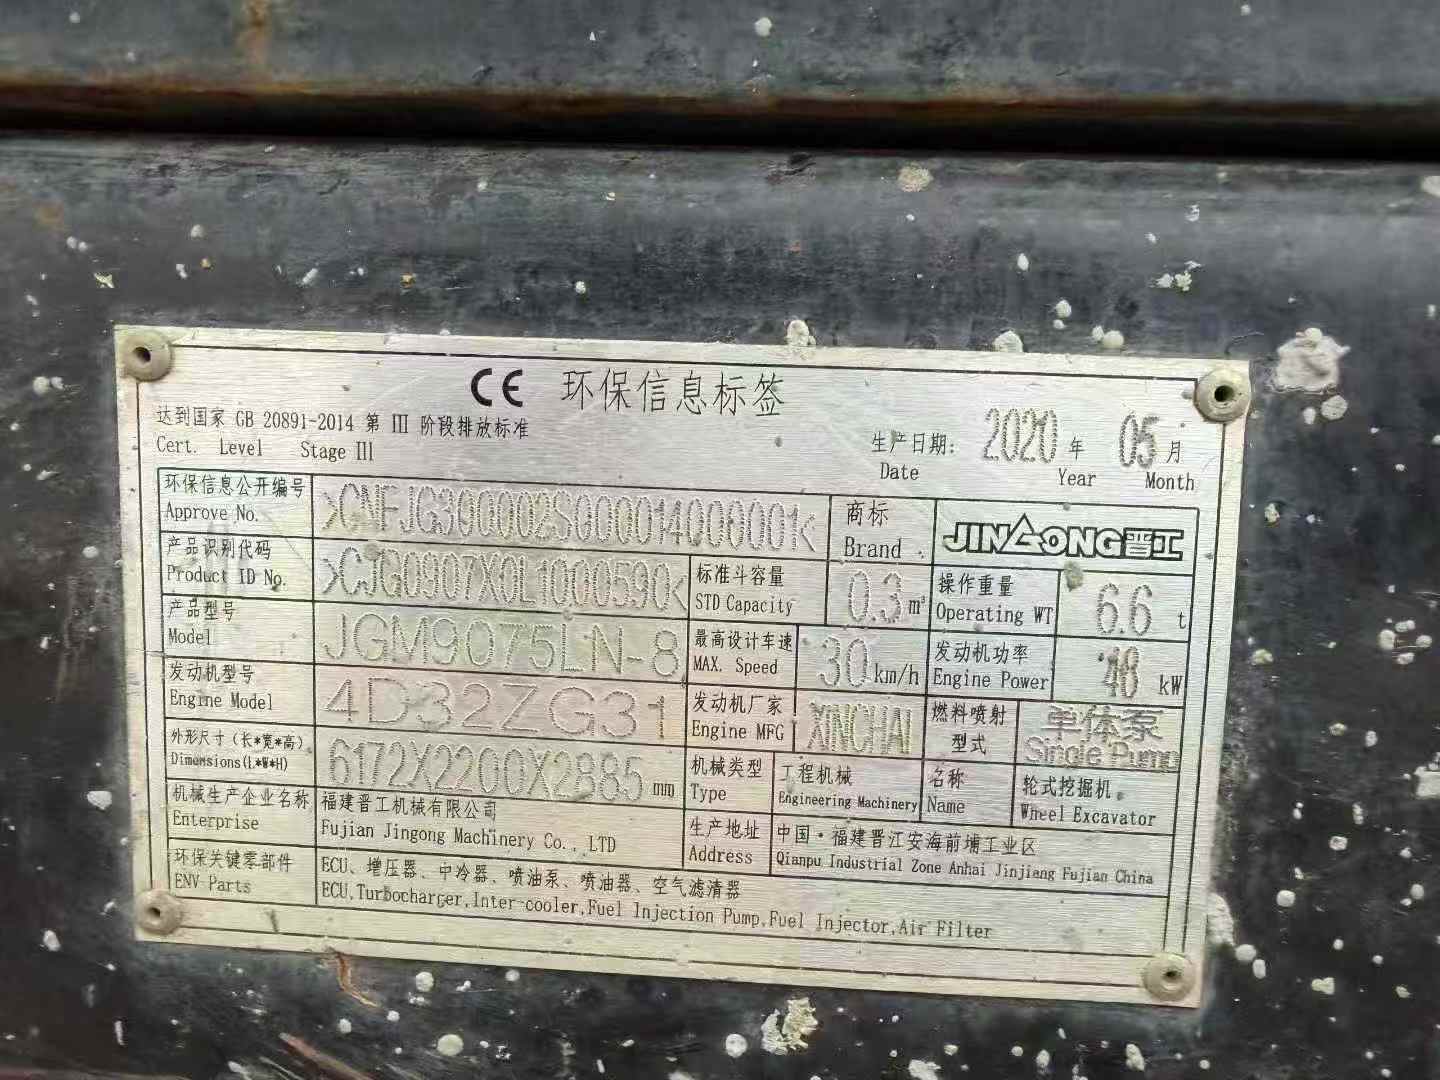 CE 环保信息标签
达到国家 GB 20891-2014 第 III 阶段排放标准
Cert. Level Stage III
生产日期: 2020 年 05 月
Date Year Month
环保信息公开编号
Approve No.
>CNFJG3G0002SG00014000001<
商标
Brand
JINGONG晋工
产品识别代码
Product ID No.
>CJG0907X0L1000590<
标准斗容量
STD Capacity
0.3 m³
操作重量
Operating WT
6.6 t
产品型号
Model
JGM9075LN-8
最高设计车速
MAX. Speed
30 km/h
发动机功率
Engine Power
48 kW
发动机型号
Engine Model
4D32ZG31
发动机厂家
Engine MFG
XINCHAI
燃料喷射
型式
单体泵
Single Pump
外形尺寸 (长*宽*高)
Dimensions(L*W*H)
6172X2200X2885 mm
机械类型
Type
工程机械
Engineering Machinery
名称
Name
轮式挖掘机
Wheel Excavator
机械生产企业名称
Enterprise
福建晋工机械有限公司
Fujian Jingong Machinery Co., LTD
生产地址
Address
中国·福建晋江安海前埔工业区
Qianpu Industrial Zone Anhai Jinjiang Fujian China
环保关键零部件
ENV Parts
ECU、增压器、中冷器、喷油泵、喷油器、空气滤清器
ECU,Turbocharger,Inter-cooler,Fuel Injection Pump,Fuel Injector,Air Filter